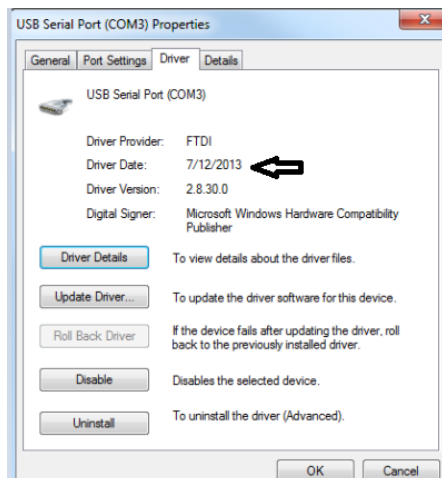 USB Serial Port (COM3) Properties
General Port Settings Driver Details
USB Serial Port (COM3)
Driver Provider: FTDI
Driver Date: 7/12/2013
Driver Version: 2.8.30.0
Digital Signer: Microsoft Windows Hardware Compatibility
Publisher
Driver Details To view details about the driver files.
Update Driver... To update the driver software for this device.
Roll Back Driver If the device fails after updating the driver, roll
back to the previously installed driver.
Disable Disables the selected device.
Uninstall To uninstall the driver (Advanced).
OK Cancel